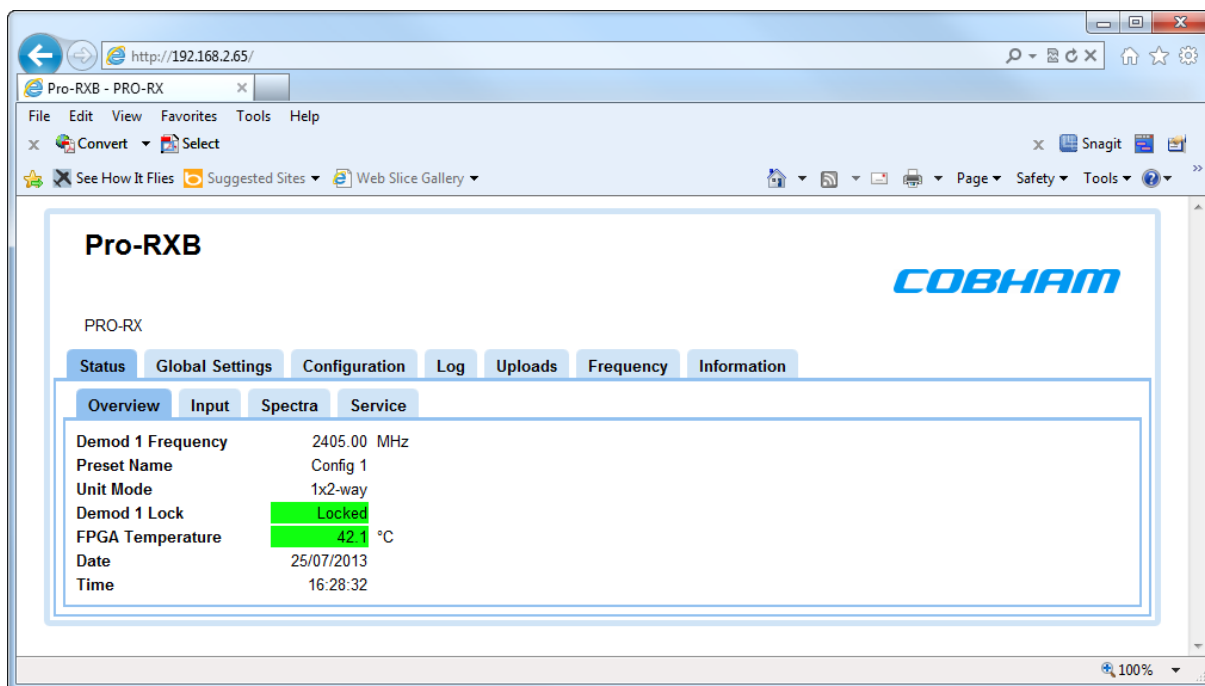 http://192.168.2.65/
Pro-RXB - PRO-RX
File Edit View Favorites Tools Help
x Convert Select x Snagit
See How It Flies Suggested Sites Web Slice Gallery Page Safety Tools »
Pro-RXB
COBHAM
PRO-RX
Status Global Settings Configuration Log Uploads Frequency Information
Overview Input Spectra Service
Demod 1 Frequency 2405.00 MHz
Preset Name Config 1
Unit Mode 1x2-way
Demod 1 Lock Locked
FPGA Temperature 42.1 °C
Date 25/07/2013
Time 16:28:32
100%